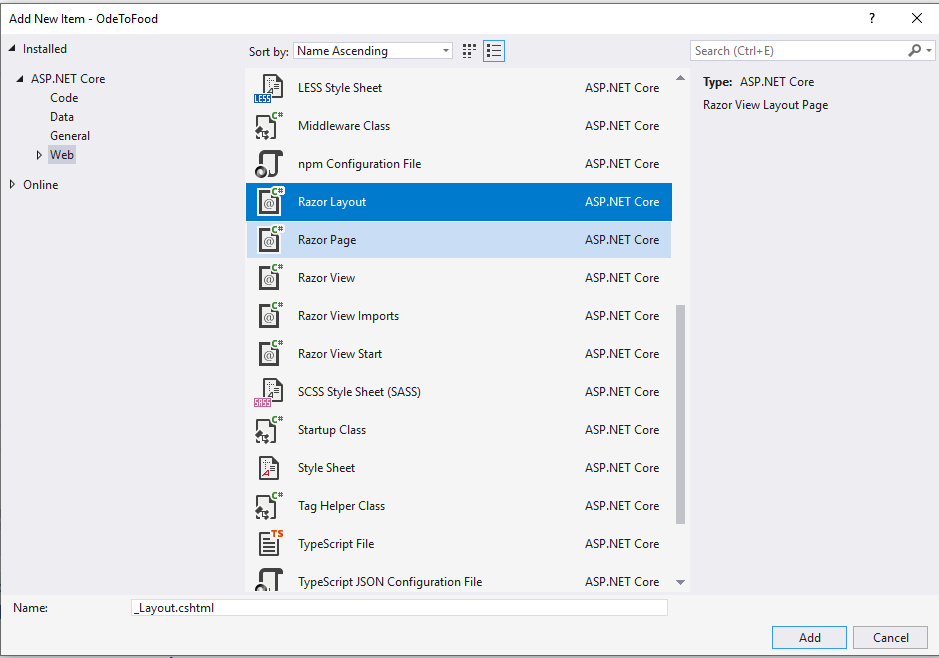 Add New Item - OdeToFood
?
Installed
ASP.NET Core
Code
Data
General
Web
Online
Sort by: Name Ascending
LESS LESS Style Sheet ASP.NET Core
C# Middleware Class ASP.NET Core
npm Configuration File ASP.NET Core
C# @ Razor Layout ASP.NET Core
C# @ Razor Page ASP.NET Core
C# @ Razor View ASP.NET Core
C# @ Razor View Imports ASP.NET Core
C# @ Razor View Start ASP.NET Core
SASS SCSS Style Sheet (SASS) ASP.NET Core
C# Startup Class ASP.NET Core
A Style Sheet ASP.NET Core
C# Tag Helper Class ASP.NET Core
TS TypeScript File ASP.NET Core
TypeScript JSON Configuration File ASP.NET Core
Search (Ctrl+E)
Type: ASP.NET Core
Razor View Layout Page
Name: _Layout.cshtml
Add Cancel